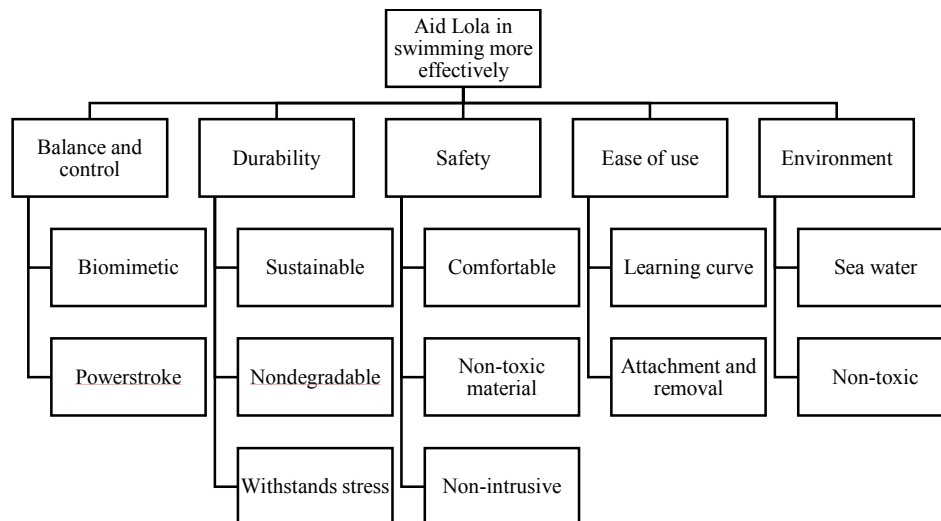 Aid Lola in
swimming more
effectively
Balance and
control
Durability
Safety
Ease of use
Environment
Biomimetic
Sustainable
Comfortable
Learning curve
Sea water
Powerstroke
Nondegradable
Non-toxic
material
Attachment and
removal
Non-toxic
Withstands stress
Non-intrusive